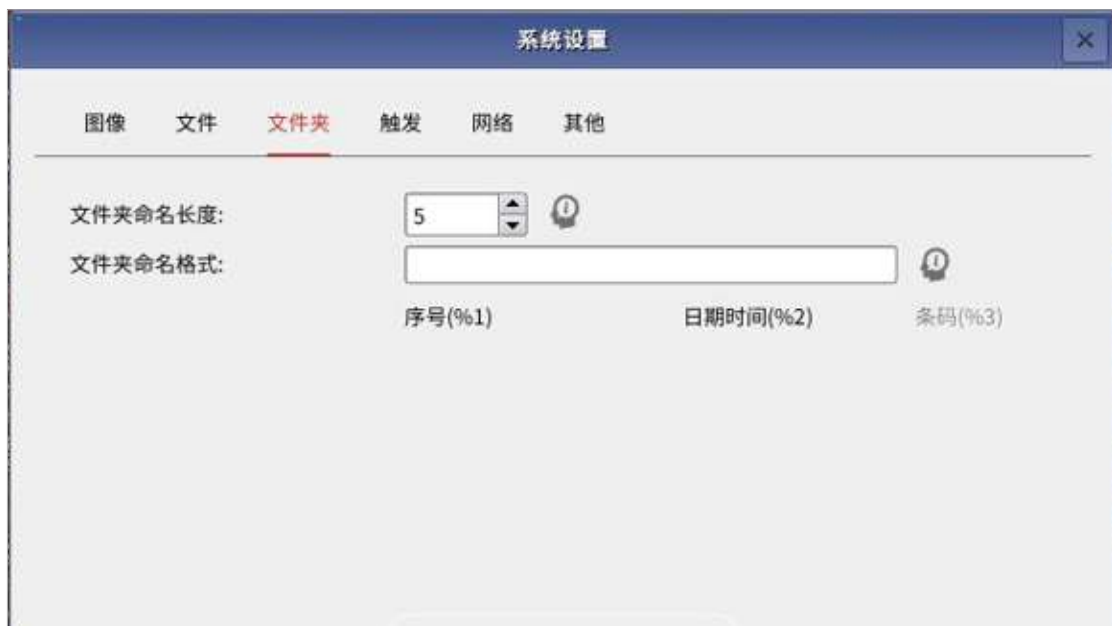 系统设置
图像 文件 文件夹 触发 网络 其他
文件夹命名长度: 5
文件夹命名格式:
序号(%1) 日期时间(%2) 条码(%3)